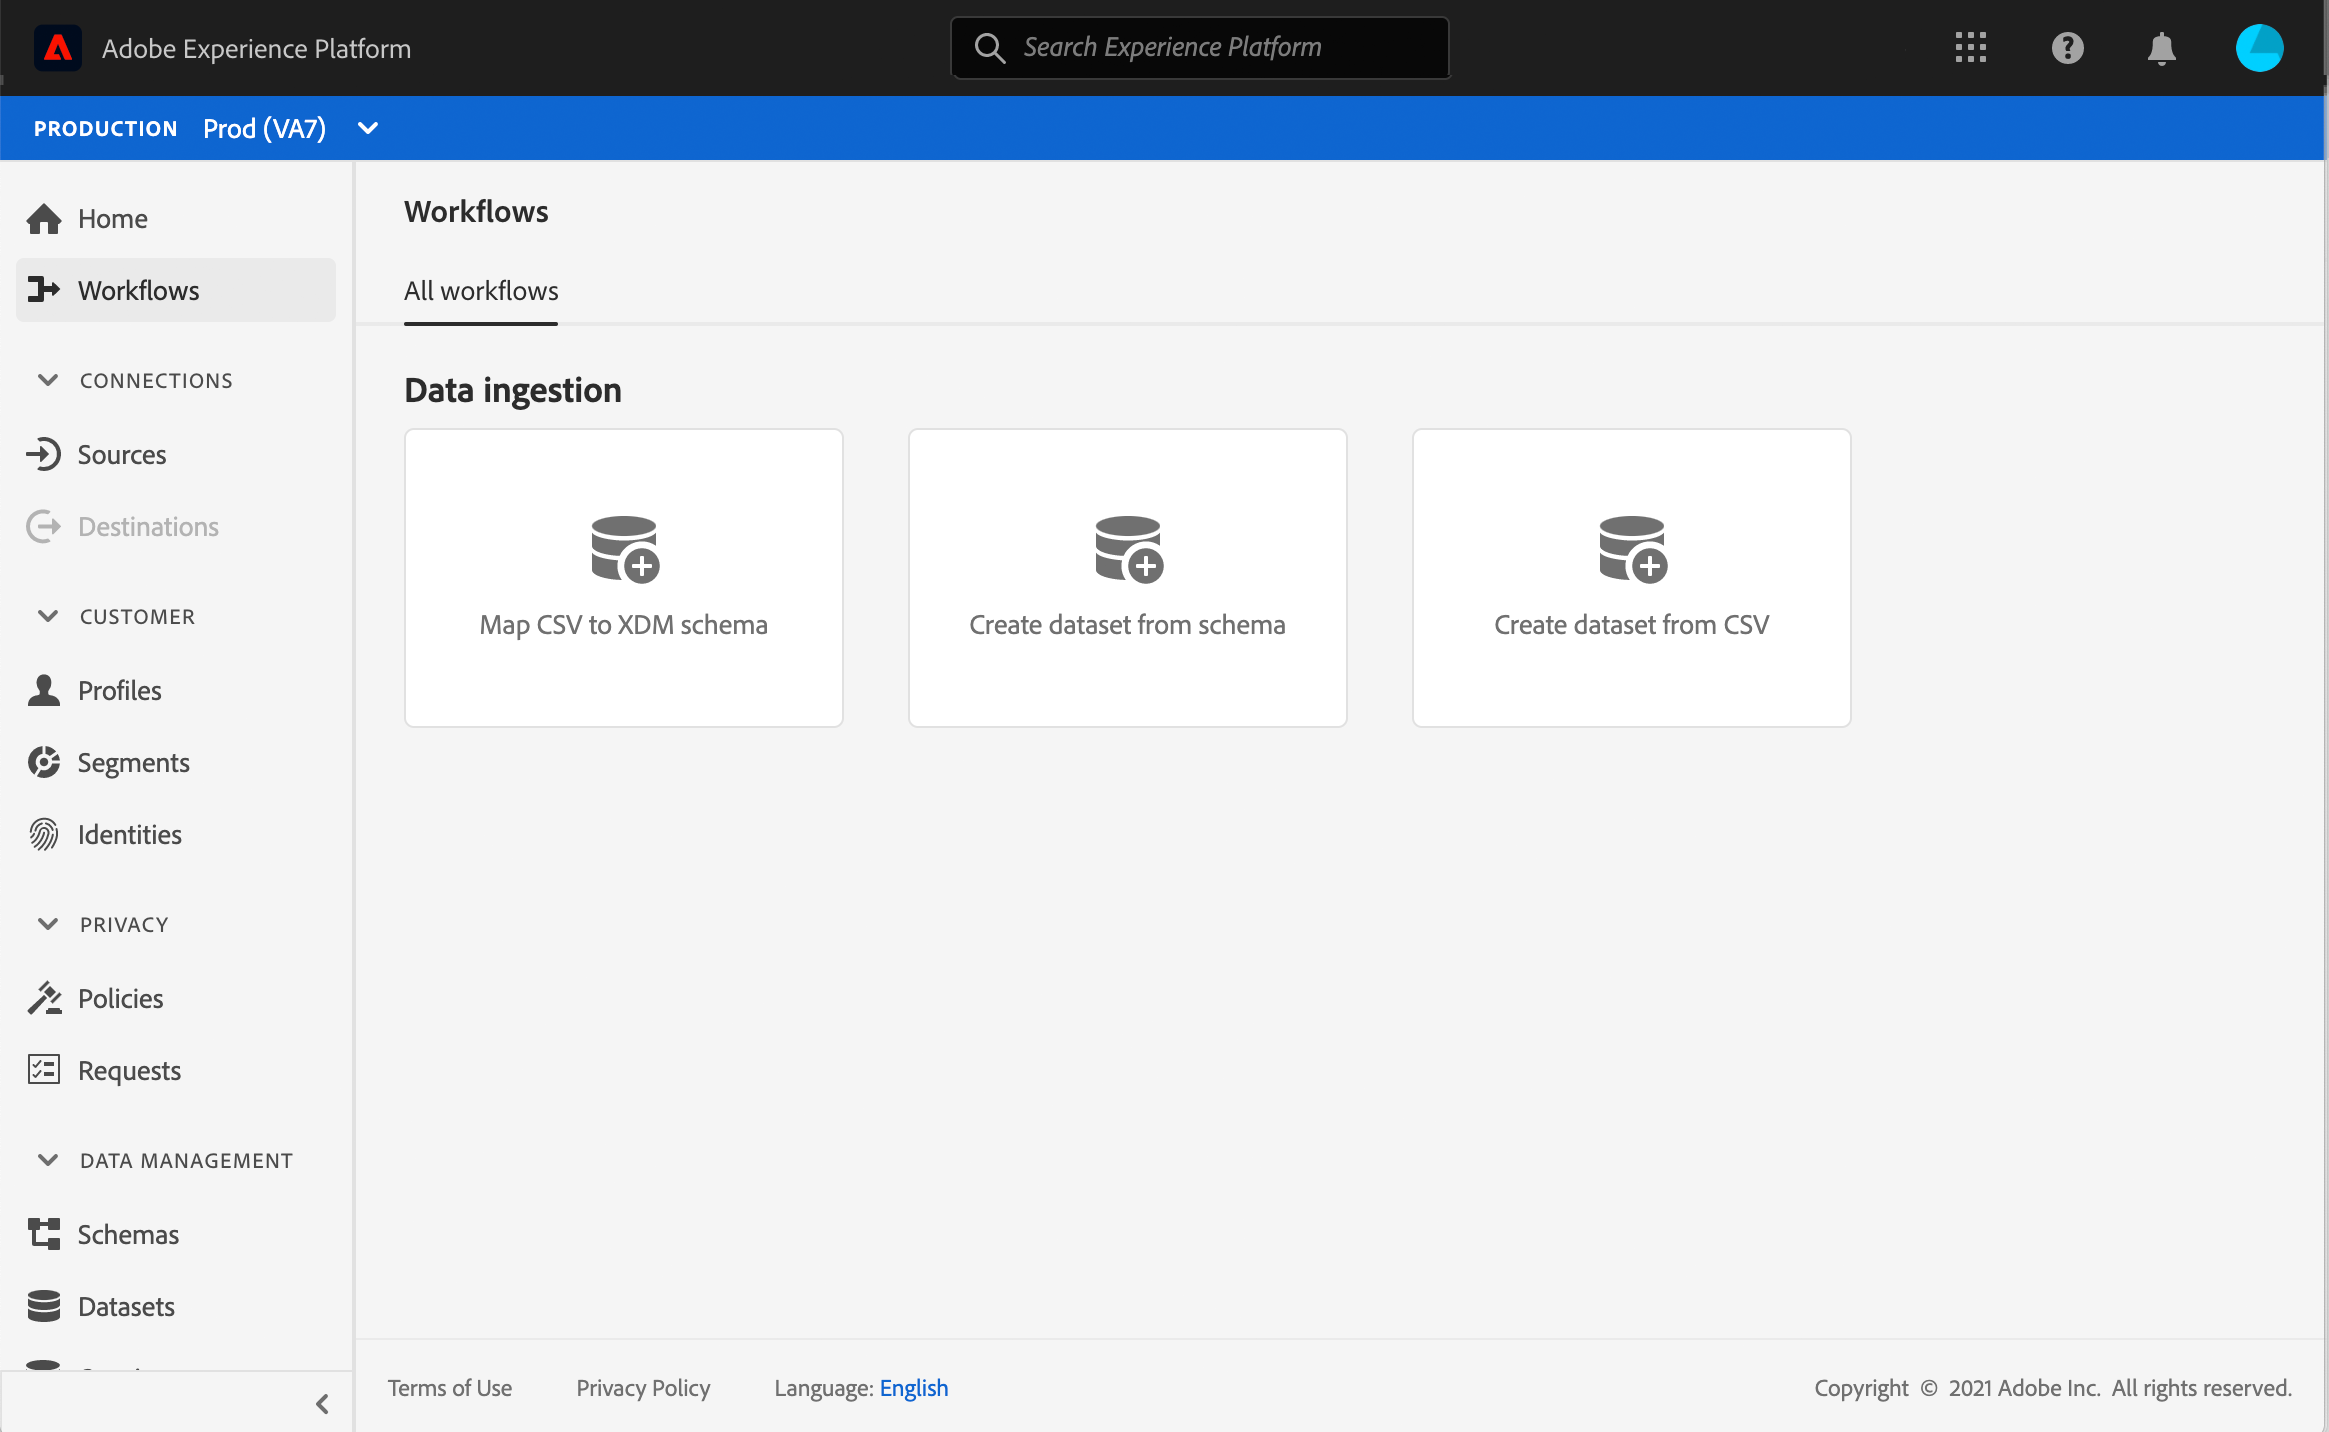 Adobe Experience Platform
Search Experience Platform
PRODUCTION Prod (VA7)
Home
Workflows
CONNECTIONS
Sources
Destinations
CUSTOMER
Profiles
Segments
Identities
PRIVACY
Policies
Requests
DATA MANAGEMENT
Schemas
Datasets
Workflows
All workflows
Data ingestion
Map CSV to XDM schema
Create dataset from schema
Create dataset from CSV
Terms of Use
Privacy Policy
Language: English
Copyright © 2021 Adobe Inc. All rights reserved.